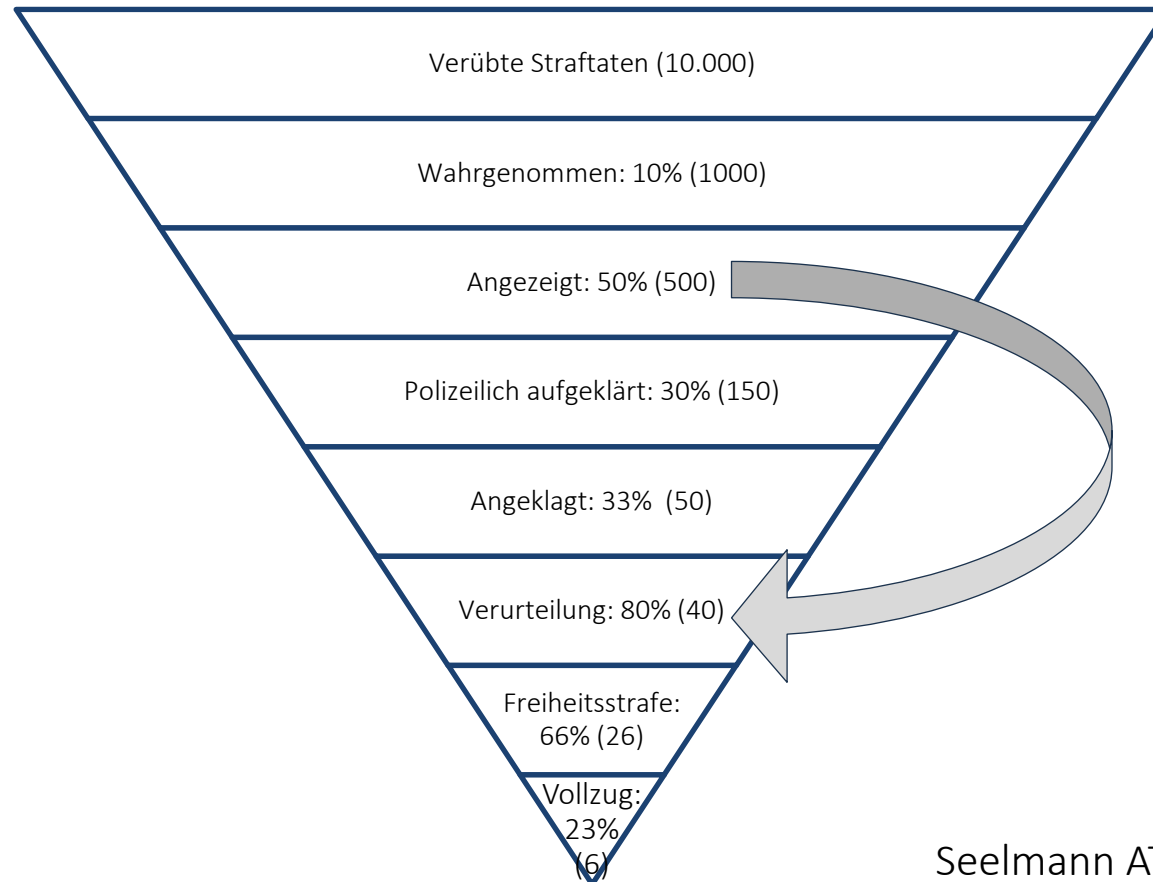 Verübte Straftaten (10.000)
Wahrgenommen: 10% (1000)
Angezeigt: 50% (500)
Polizeilich aufgeklärt: 30% (150)
Angeklagt: 33% (50)
Verurteilung: 80% (40)
Freiheitsstrafe:
66% (26)
Vollzug:
23%
(6)
Seelmann AT